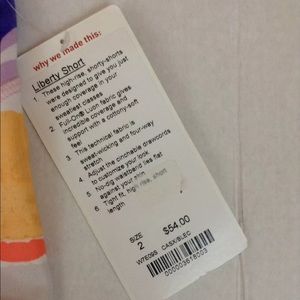 why we made this:
Liberty Short
1. These high-rise, shorty-shorts
were designed to give you just
enough coverage in your
sweatiest classes
2. Full-On® Luon fabric gives
incredible coverage and
support with a cottony-soft
feel
3. This technical fabric is
sweat-wicking and four-way
stretch
4. Adjust the cinchable drawcords
to customize your look
5. No-dig waistband lies flat
against your skin
6. Tight fit, high rise, short
length
SIZE
2
$54.00
W7E09S
CASX/BLEC
000003618003